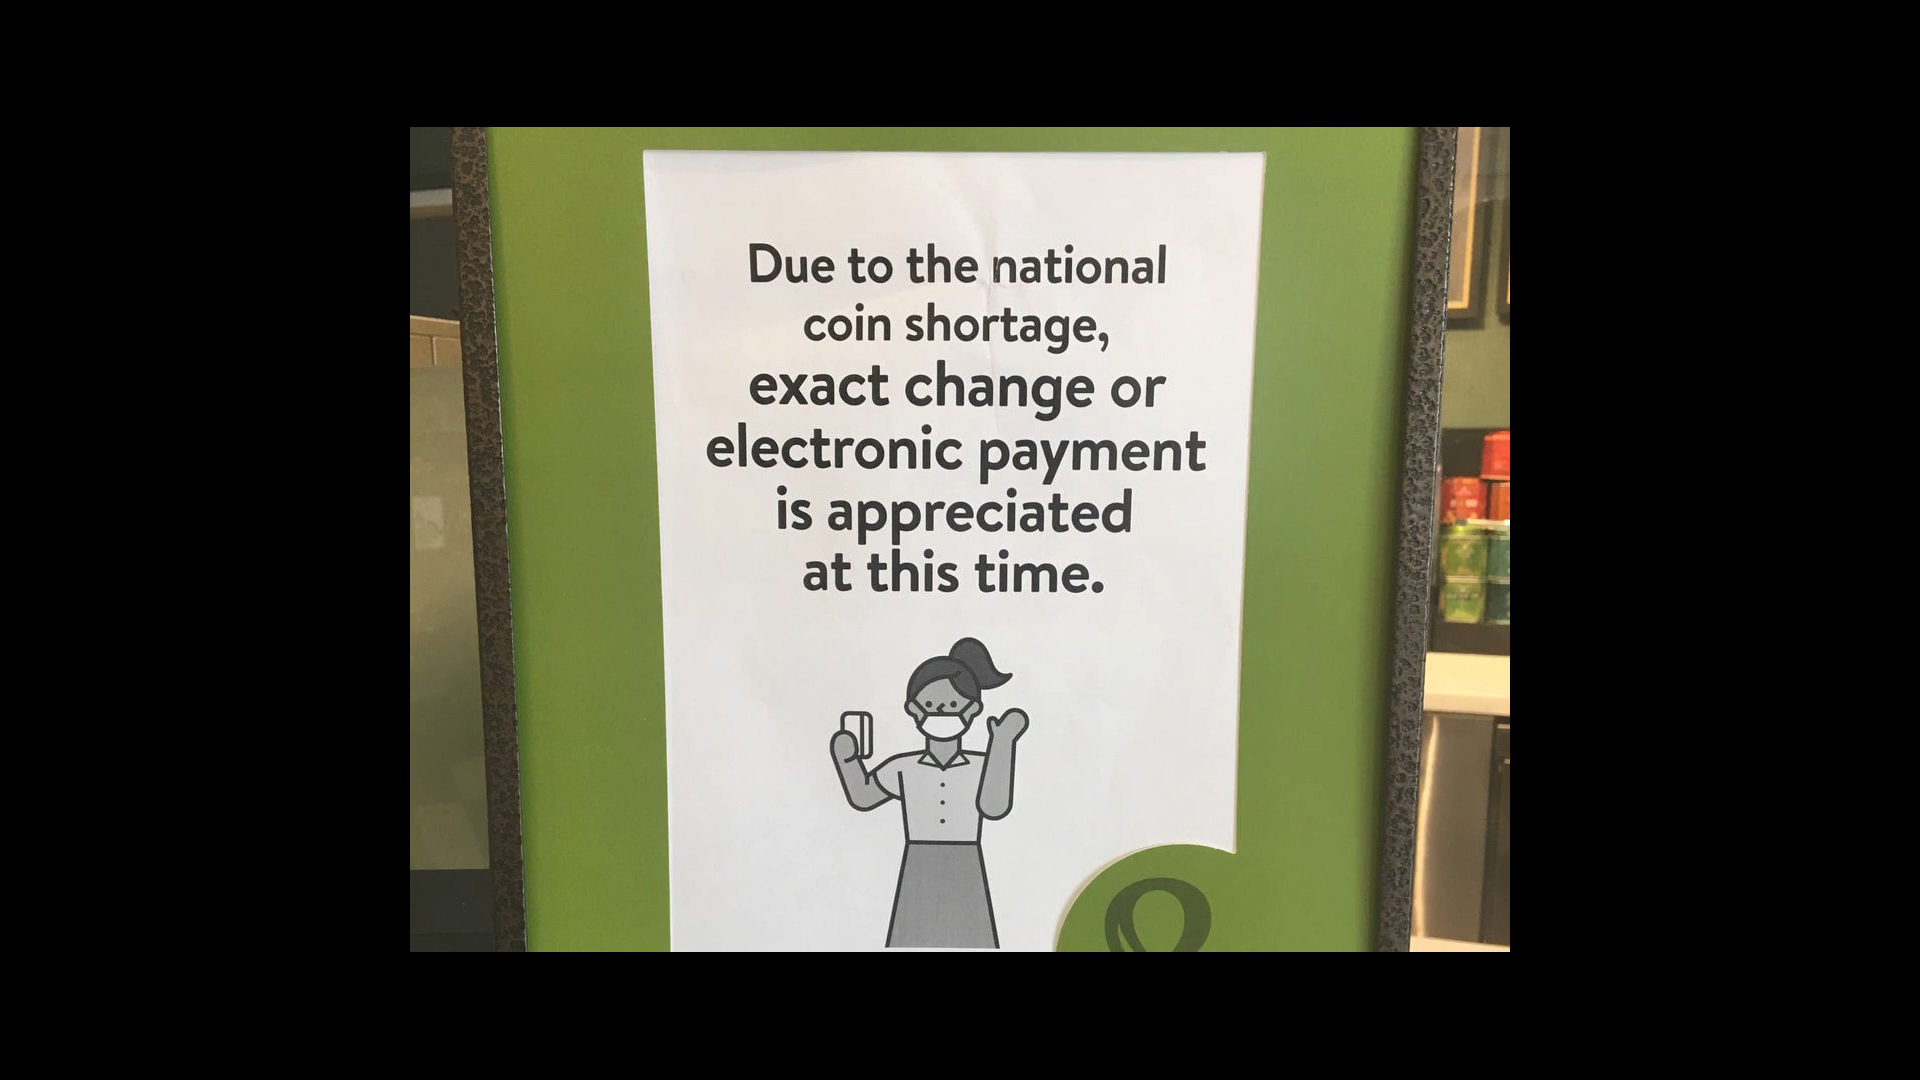 Due to the national
coin shortage,
exact change or
electronic payment
is appreciated
at this time.